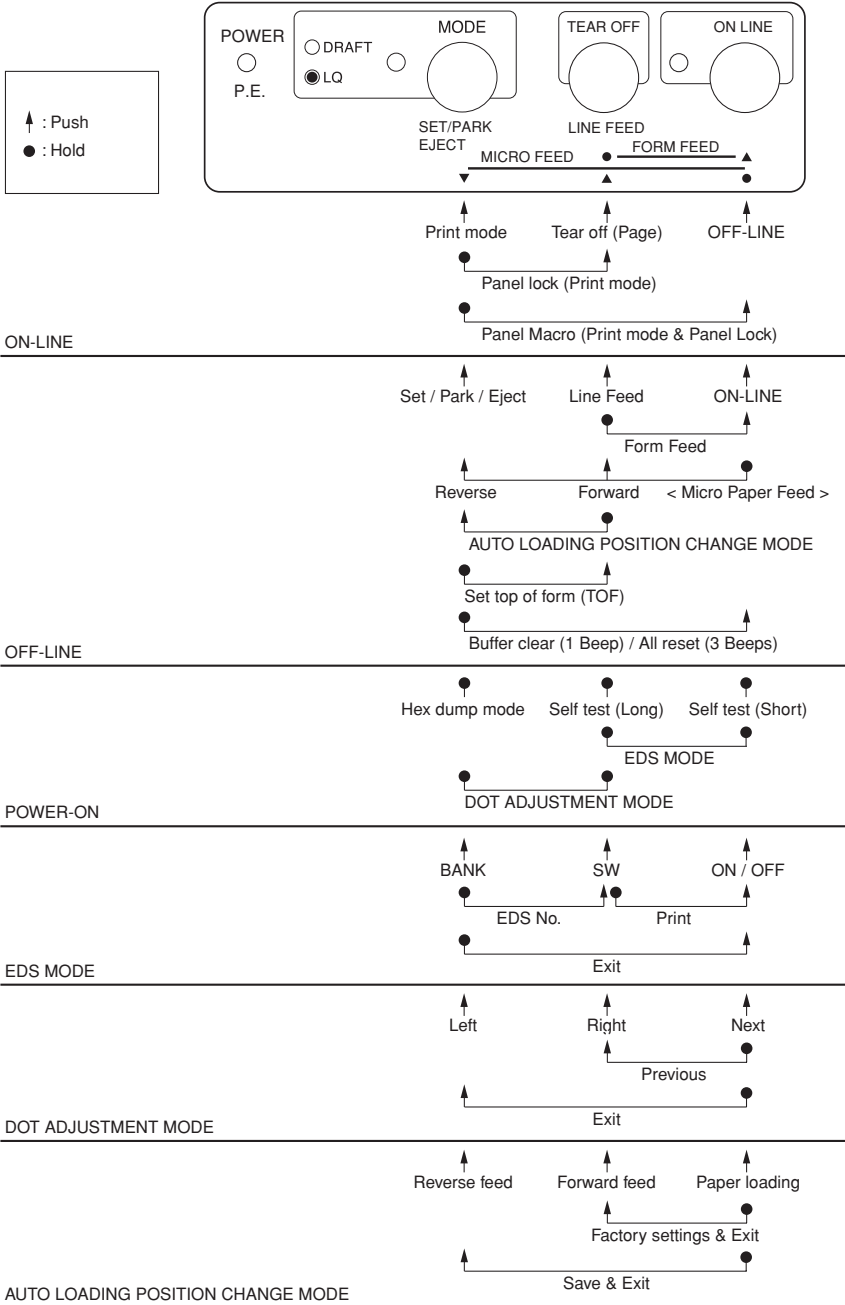 POWER
P.E.
DRAFT
LQ
MODE
TEAR OFF
ON LINE
SET/PARK
EJECT
LINE FEED
MICRO FEED
FORM FEED
: Push
: Hold
Print mode Tear off (Page) OFF-LINE
Panel lock (Print mode)
Panel Macro (Print mode & Panel Lock)
ON-LINE
Set / Park / Eject Line Feed ON-LINE
Form Feed
Reverse Forward < Micro Paper Feed >
AUTO LOADING POSITION CHANGE MODE
Set top of form (TOF)
Buffer clear (1 Beep) / All reset (3 Beeps)
OFF-LINE
Hex dump mode Self test (Long) Self test (Short)
EDS MODE
DOT ADJUSTMENT MODE
POWER-ON
BANK SW ON / OFF
EDS No. Print
Exit
EDS MODE
Left Right Next
Previous
Exit
DOT ADJUSTMENT MODE
Reverse feed Forward feed Paper loading
Factory settings & Exit
Save & Exit
AUTO LOADING POSITION CHANGE MODE